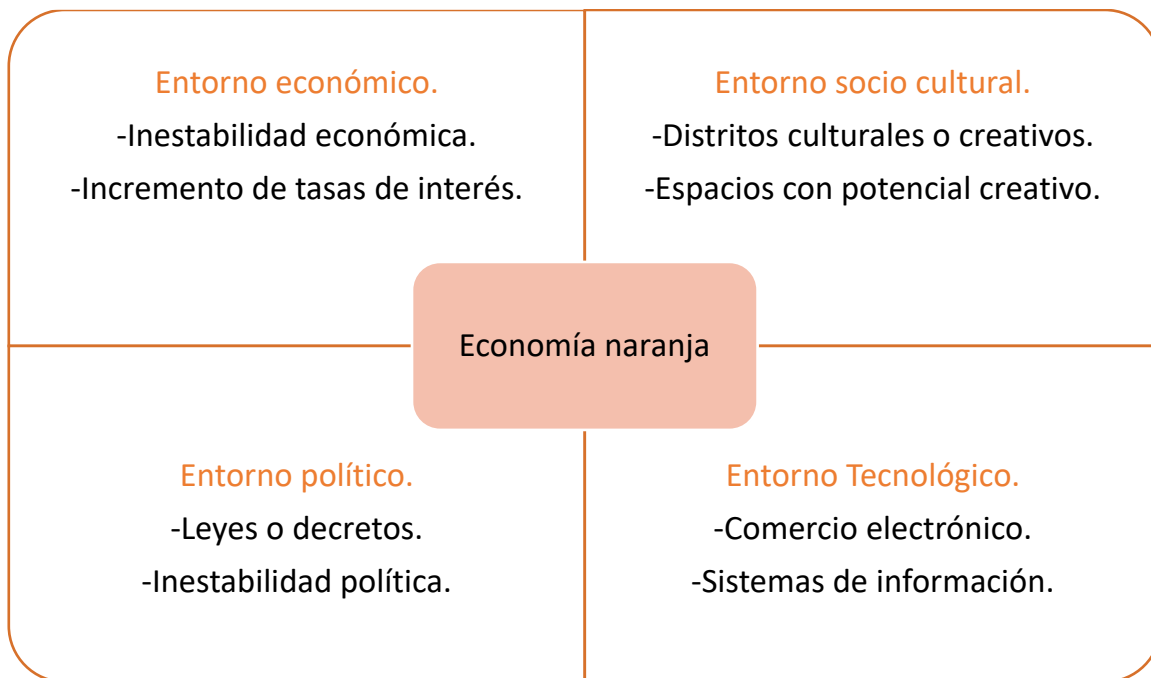 Entorno económico.
-Inestabilidad económica.
-Incremento de tasas de interés.
Entorno socio cultural.
-Distritos culturales o creativos.
-Espacios con potencial creativo.
Economía naranja
Entorno político.
-Leyes o decretos.
-Inestabilidad política.
Entorno Tecnológico.
-Comercio electrónico.
-Sistemas de información.